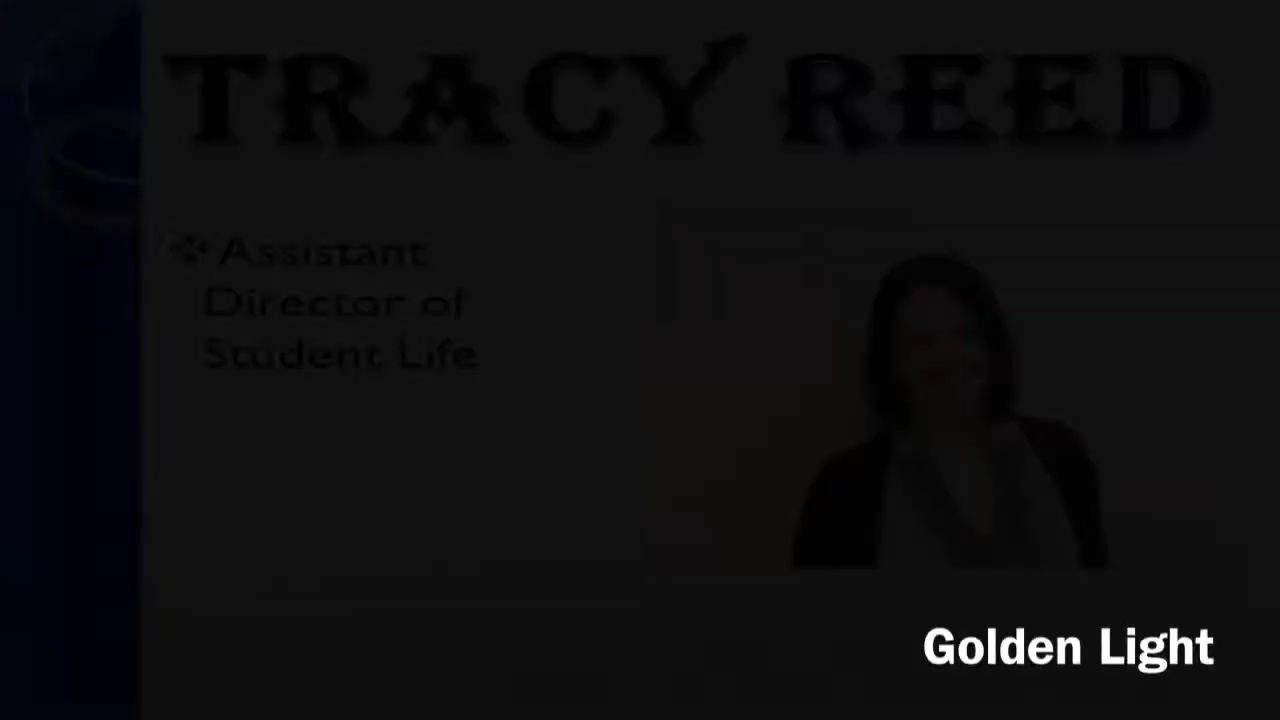 TRACY REED
Assistant
Director of
Student Life
Golden Light